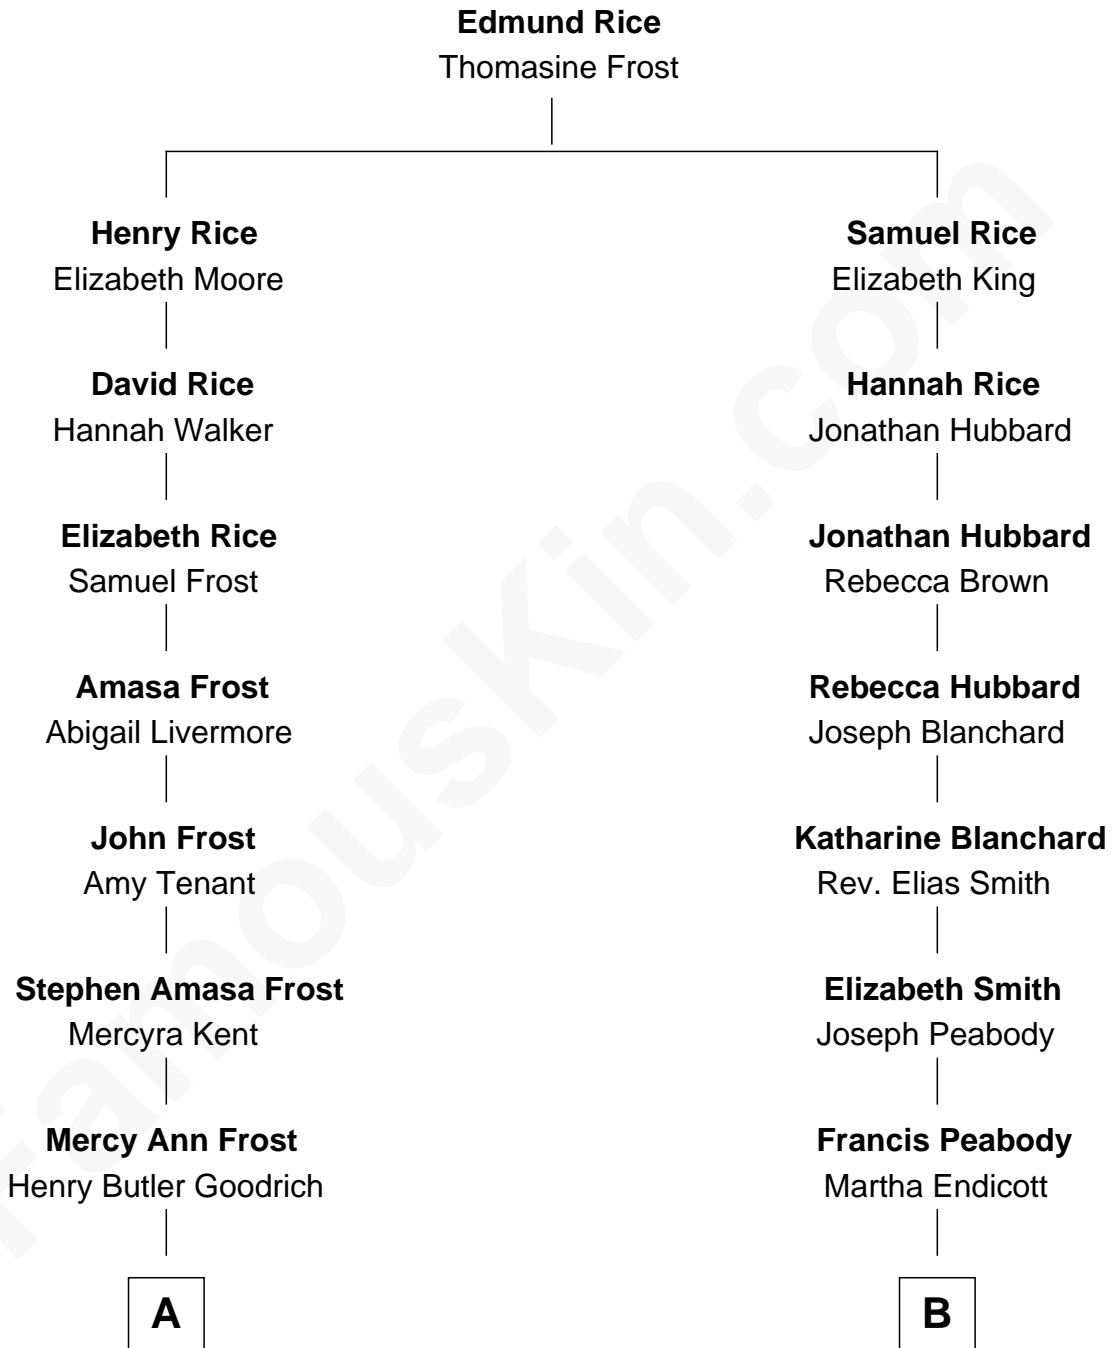 Edmund Rice
Thomasine Frost
Henry Rice
Elizabeth Moore
Samuel Rice
Elizabeth King
David Rice
Hannah Walker
Hannah Rice
Jonathan Hubbard
Elizabeth Rice
Samuel Frost
Jonathan Hubbard
Rebecca Brown
Amasa Frost
Abigail Livermore
Rebecca Hubbard
Joseph Blanchard
John Frost
Amy Tenant
Katharine Blanchard
Rev. Elias Smith
Stephen Amasa Frost
Mercyra Kent
Elizabeth Smith
Joseph Peabody
Mercy Ann Frost
Henry Butler Goodrich
Francis Peabody
Martha Endicott
A
B
FamousKin.com